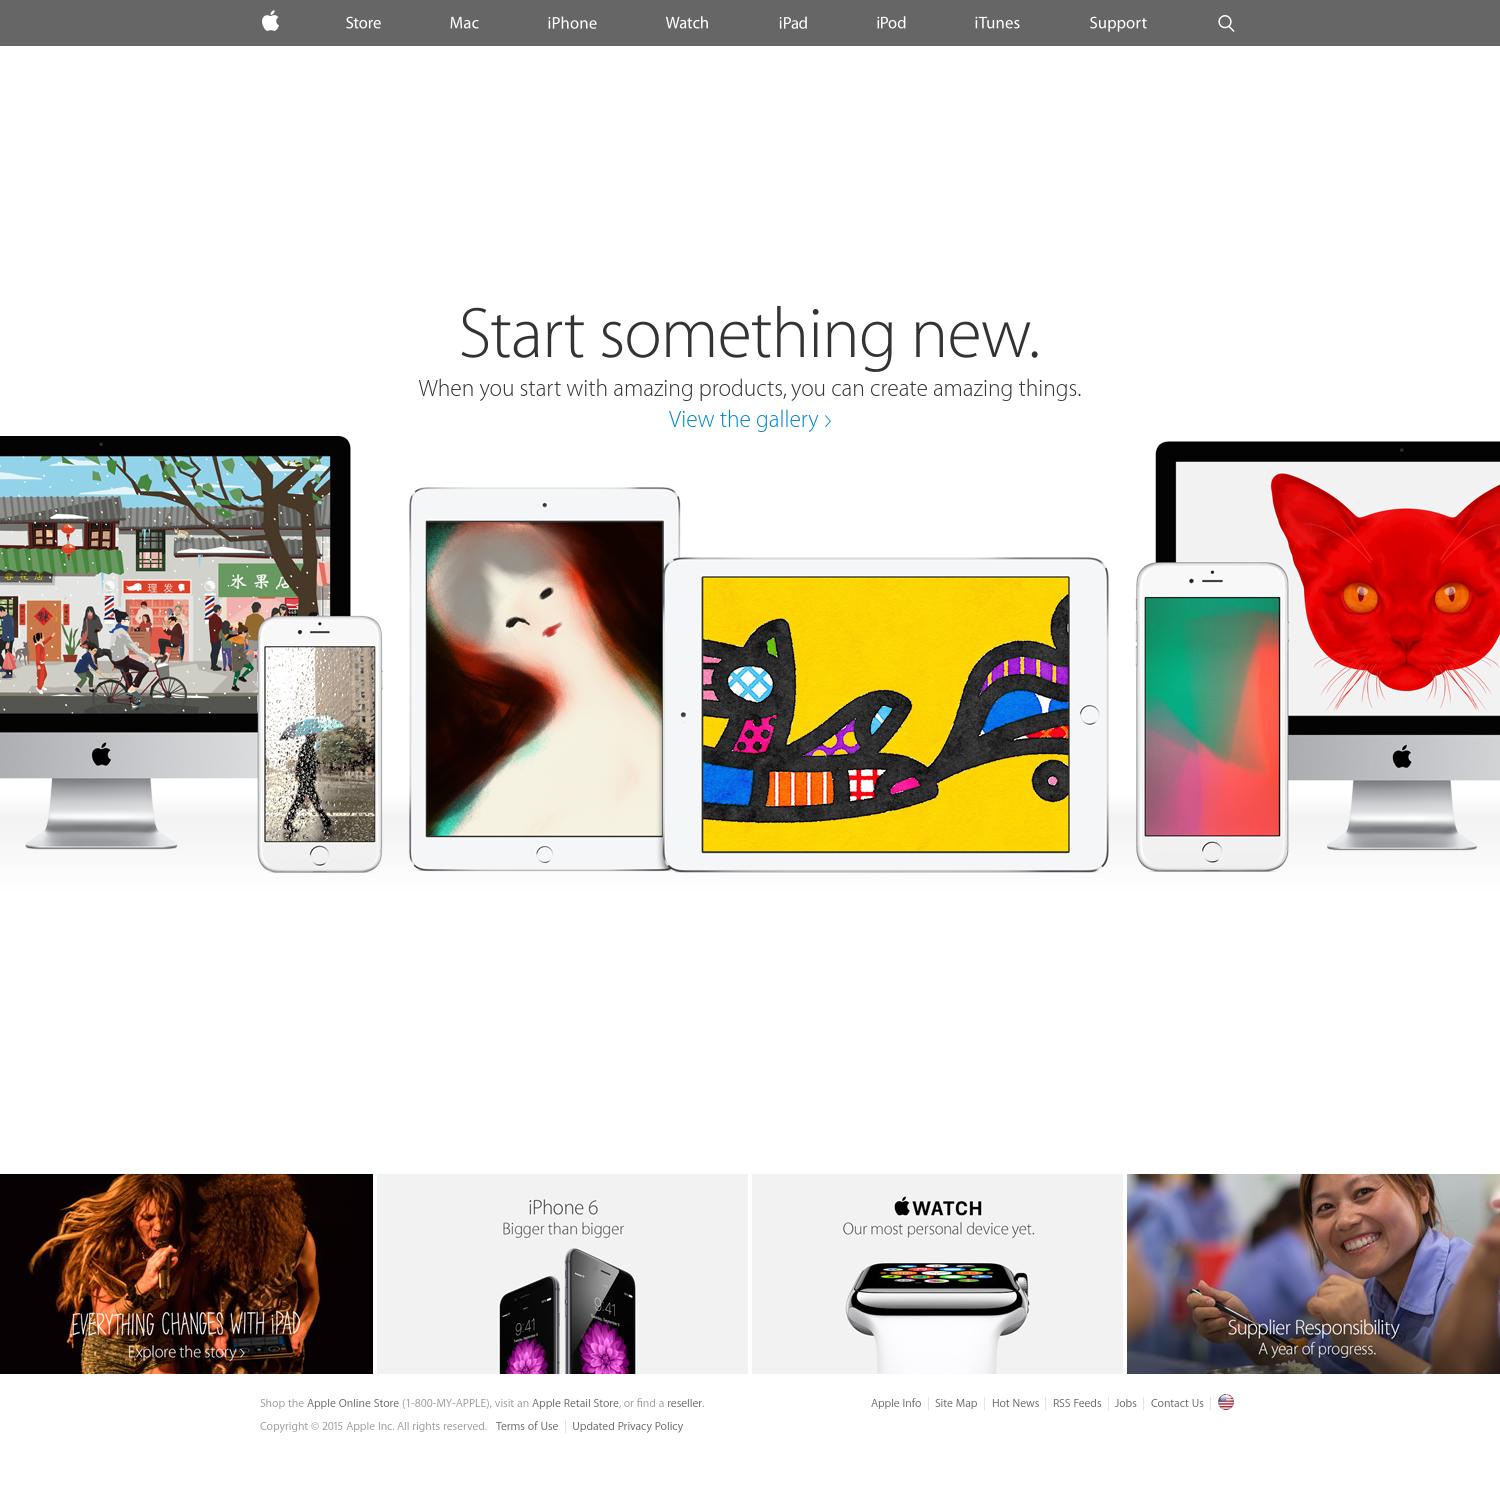 Store Mac iPhone Watch iPad iPod iTunes Support
Start something new.
When you start with amazing products, you can create amazing things.
View the gallery ›
理发
水果店
EVERYTHING CHANGES WITH iPAD
Explore the story ›
iPhone 6
Bigger than bigger
9:41
9:41
WATCH
Our most personal device yet.
Supplier Responsibility
A year of progress.
Shop the Apple Online Store (1-800-MY-APPLE), visit an Apple Retail Store, or find a reseller.
Apple Info Site Map Hot News RSS Feeds Jobs Contact Us
Copyright © 2015 Apple Inc. All rights reserved. Terms of Use Updated Privacy Policy